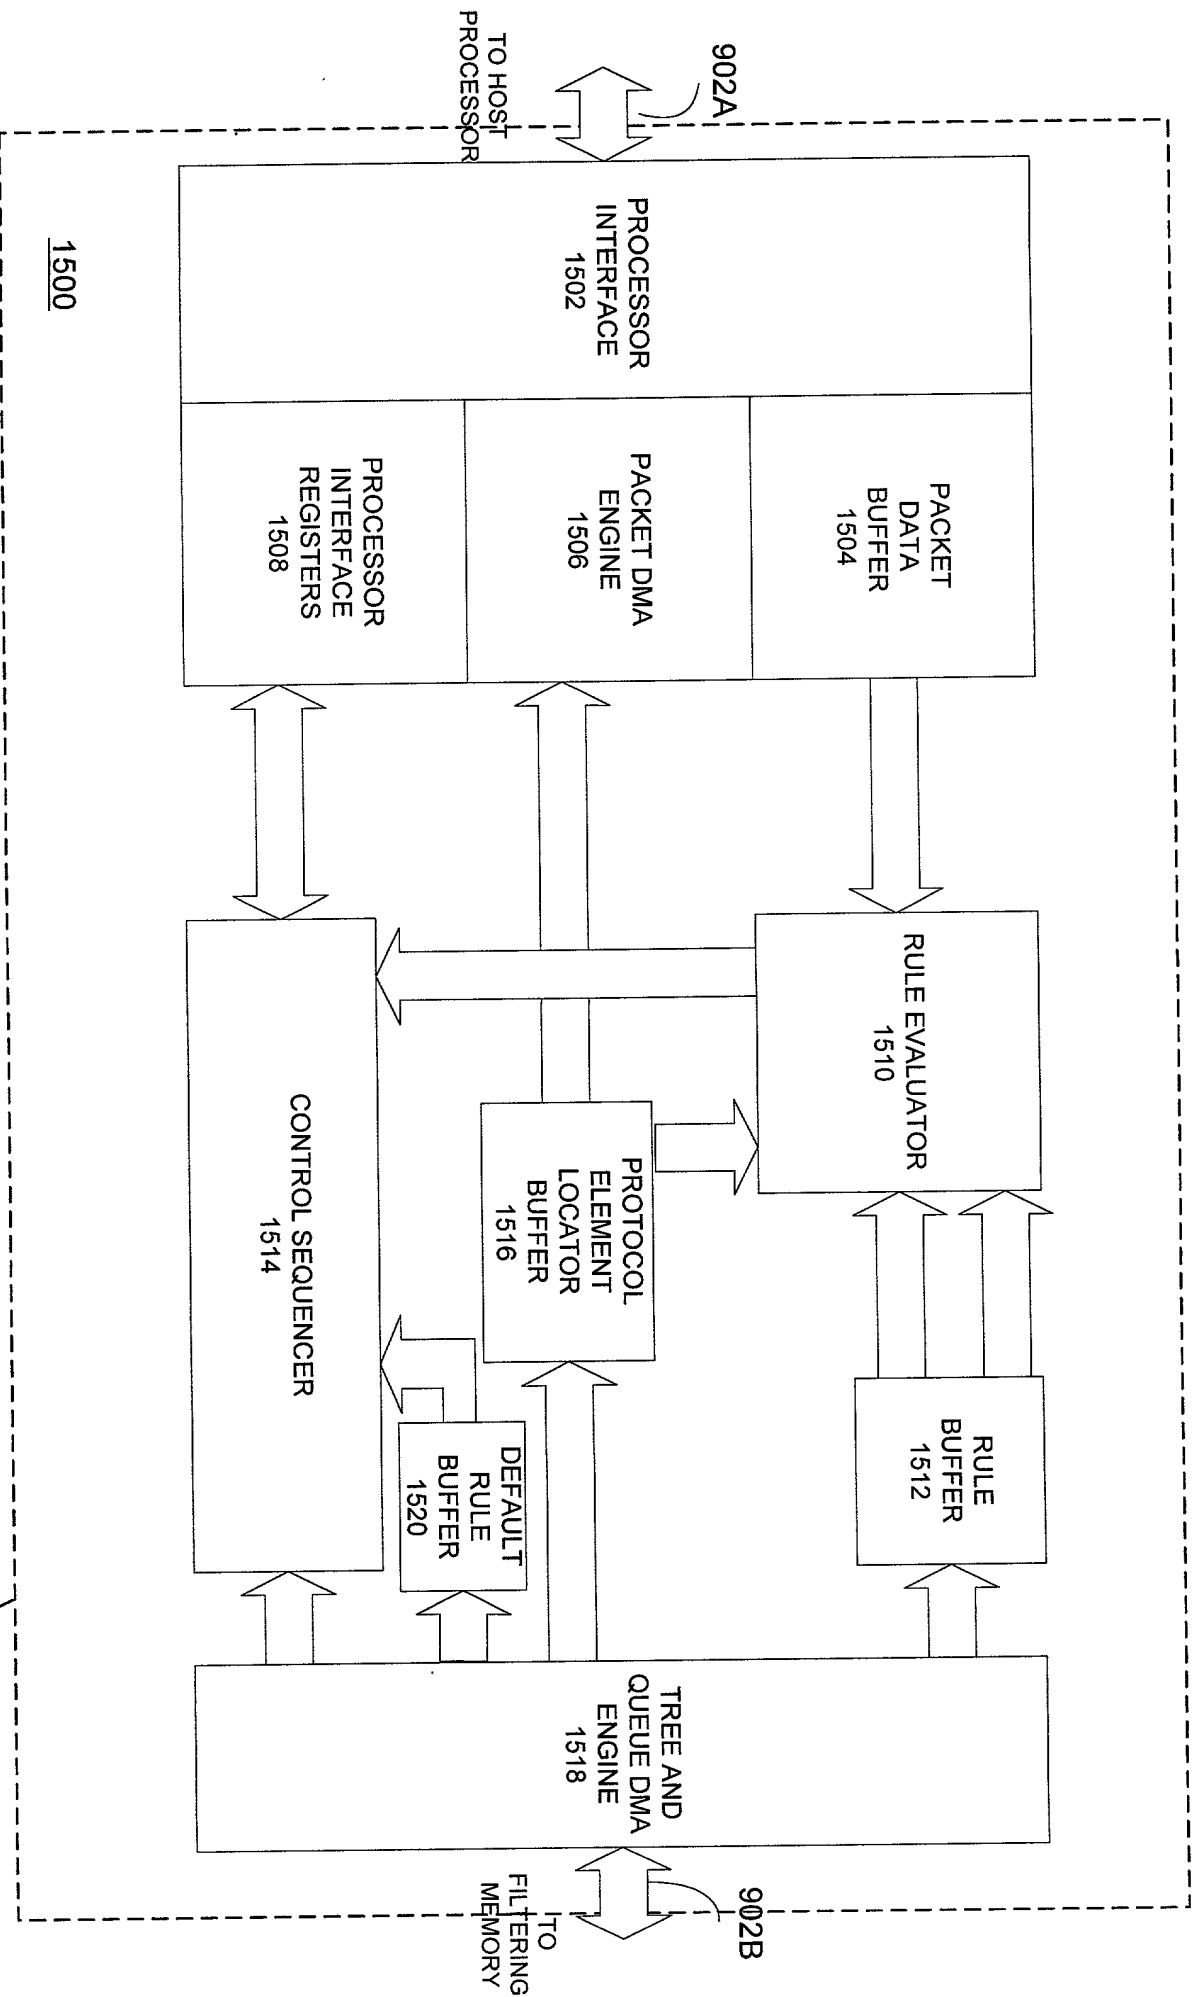 902A
TO HOST
PROCESSOR
1500
PROCESSOR
INTERFACE
1502
PACKET
DATA
BUFFER
1504
PACKET DMA
ENGINE
1506
PROCESSOR
INTERFACE
REGISTERS
1508
RULE EVALUATOR
1510
RULE
BUFFER
1512
PROTOCOL
ELEMENT
LOCATOR
BUFFER
1516
CONTROL SEQUENCER
1514
DEFAULT
RULE
BUFFER
1520
TREE AND
QUEUE DMA
ENGINE
1518
902B
TO
FILTERING
MEMORY